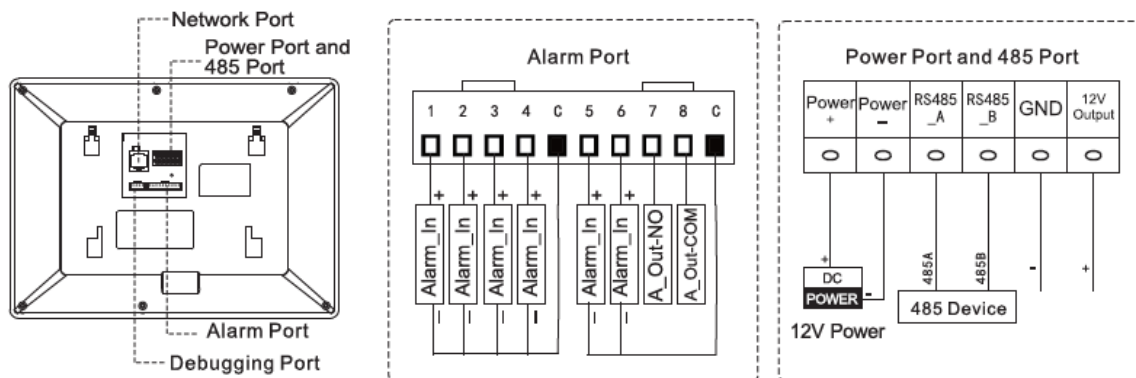 Network Port
Power Port and
485 Port
Alarm Port
Debugging Port
Alarm Port
1 2 3 4 C 5 6 7 8 C
+ + + + + +
Alarm_In Alarm_In Alarm_In Alarm_In Alarm_In Alarm_In A_Out-NO A_Out-COM
- - - - - -
Power Port and 485 Port
Power
+
Power
-
RS485
_A
RS485
_B
GND
12V
Output
+
DC
POWER
-
12V Power
485A
485B
485 Device
-
+